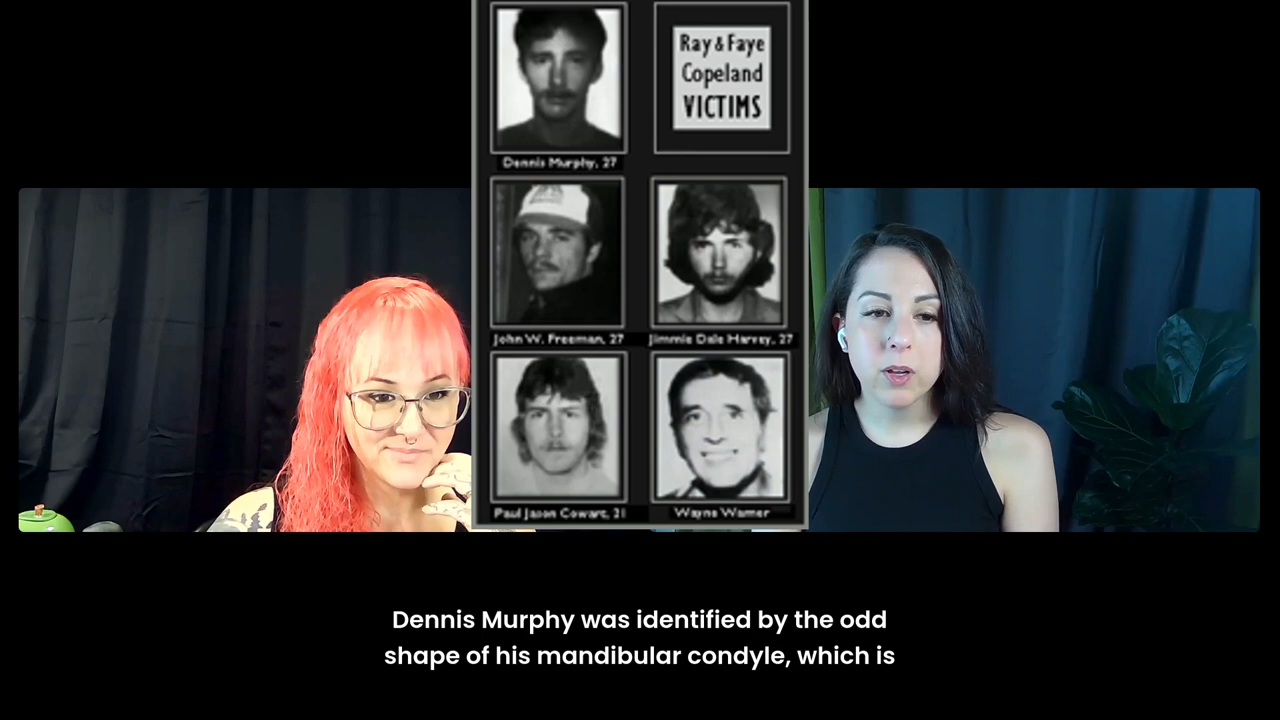 Ray & Faye
Copeland
VICTIMS
Dennis Murphy, 27
John W. Freeman, 27
Jimmie Dale Harvey, 27
Paul Jason Cowart, 21
Wayne Warner
Dennis Murphy was identified by the odd
shape of his mandibular condyle, which is